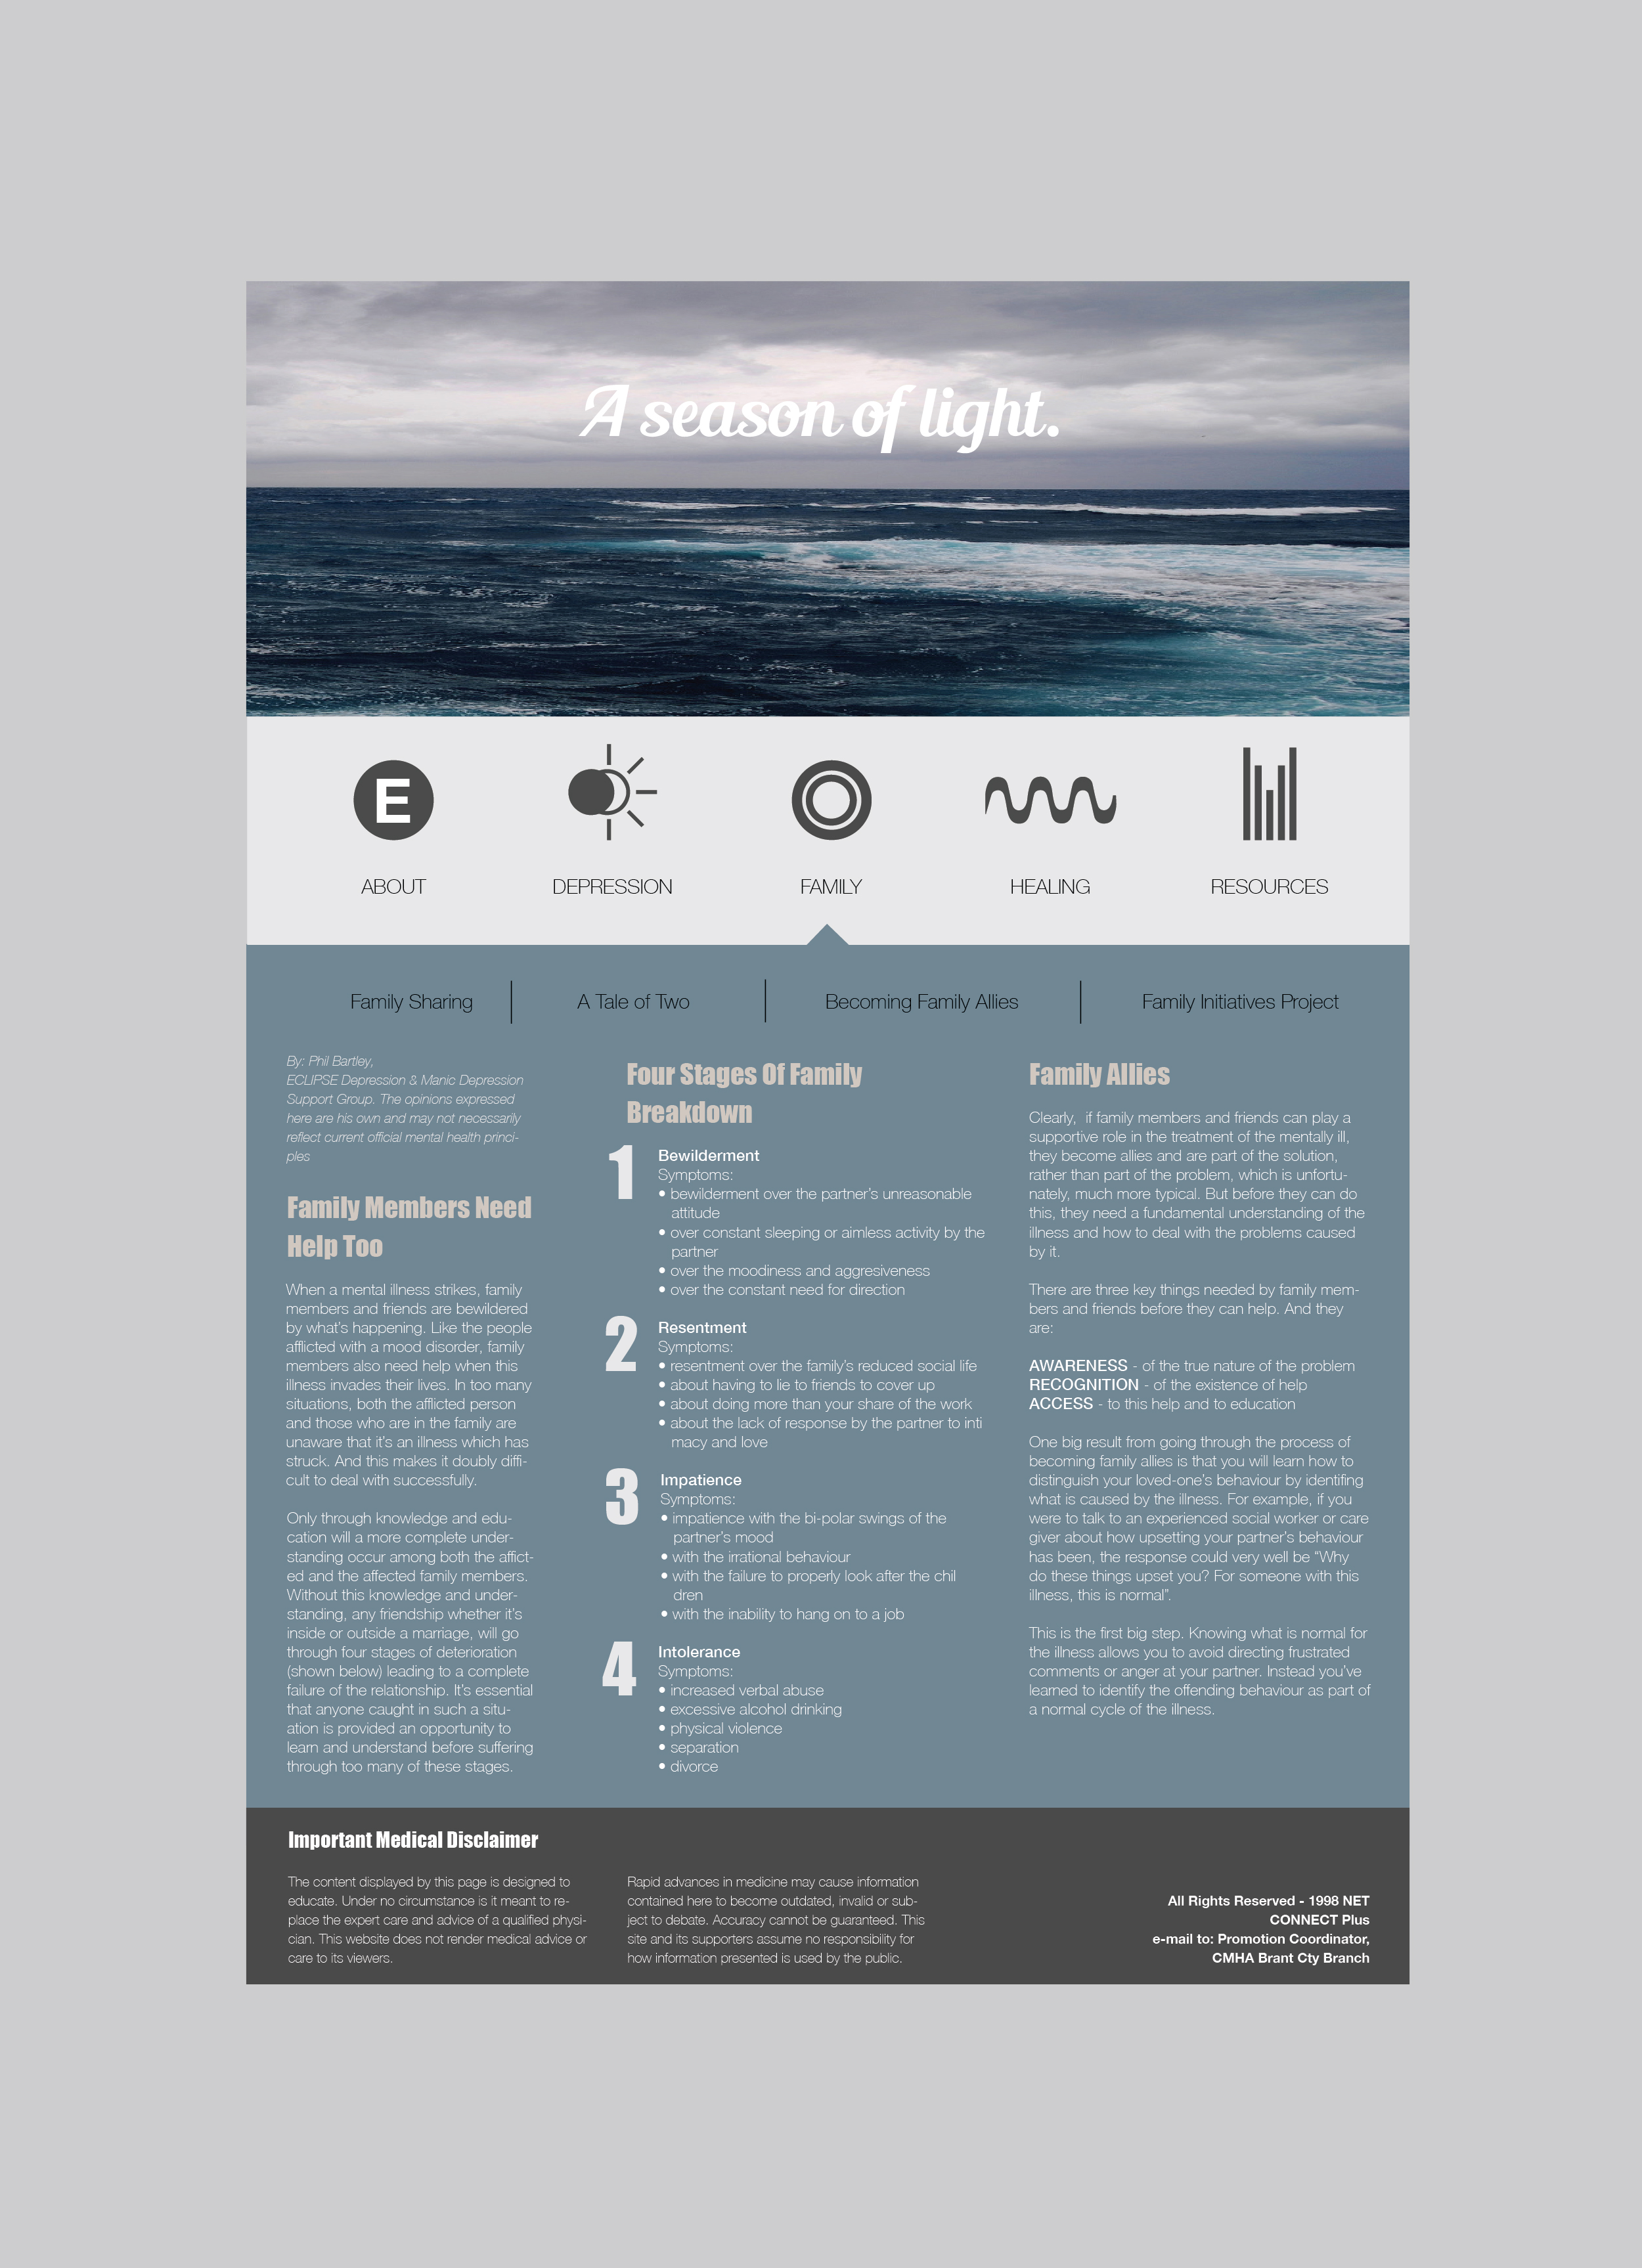 A season of light.
E
ABOUT
DEPRESSION
FAMILY
HEALING
RESOURCES
Family Sharing
A Tale of Two
Becoming Family Allies
Family Initiatives Project
By: Phil Bartley,
ECLIPSE Depression & Manic Depression
Support Group. The opinions expressed
here are his own and may not necessarily
reflect current official mental health princi-
ples
Family Members Need
Help Too
When a mental illness strikes, family
members and friends are bewildered
by what's happening. Like the people
afflicted with a mood disorder, family
members also need help when this
illness invades their lives. In too many
situations, both the afflicted person
and those who are in the family are
unaware that it's an illness which has
struck. And this makes it doubly diffi-
cult to deal with successfully.
Only through knowledge and edu-
cation will a more complete under-
standing occur among both the affict-
ed and the affected family members.
Without this knowledge and under-
standing, any friendship whether it's
inside or outside a marriage, will go
through four stages of deterioration
(shown below) leading to a complete
failure of the relationship. It's essential
that anyone caught in such a situ-
ation is provided an opportunity to
learn and understand before suffering
through too many of these stages.
Four Stages Of Family
Breakdown
1
Bewilderment
Symptoms:
• bewilderment over the partner's unreasonable
attitude
• over constant sleeping or aimless activity by the
partner
• over the moodiness and aggresiveness
• over the constant need for direction
2
Resentment
Symptoms:
• resentment over the family's reduced social life
• about having to lie to friends to cover up
• about doing more than your share of the work
• about the lack of response by the partner to inti
macy and love
3
Impatience
Symptoms:
• impatience with the bi-polar swings of the
partner's mood
• with the irrational behaviour
• with the failure to properly look after the chil
dren
• with the inability to hang on to a job
4
Intolerance
Symptoms:
• increased verbal abuse
• excessive alcohol drinking
• physical violence
• separation
• divorce
Family Allies
Clearly, if family members and friends can play a
supportive role in the treatment of the mentally ill,
they become allies and are part of the solution,
rather than part of the problem, which is unfortu-
nately, much more typical. But before they can do
this, they need a fundamental understanding of the
illness and how to deal with the problems caused
by it.
There are three key things needed by family mem-
bers and friends before they can help. And they
are:
AWARENESS - of the true nature of the problem
RECOGNITION - of the existence of help
ACCESS - to this help and to education
One big result from going through the process of
becoming family allies is that you will learn how to
distinguish your loved-one's behaviour by identifing
what is caused by the illness. For example, if you
were to talk to an experienced social worker or care
giver about how upsetting your partner's behaviour
has been, the response could very well be "Why
do these things upset you? For someone with this
illness, this is normal".
This is the first big step. Knowing what is normal for
the illness allows you to avoid directing frustrated
comments or anger at your partner. Instead you've
learned to identify the offending behaviour as part of
a normal cycle of the illness.
Important Medical Disclaimer
The content displayed by this page is designed to
educate. Under no circumstance is it meant to re-
place the expert care and advice of a qualified physi-
cian. This website does not render medical advice or
care to its viewers.
Rapid advances in medicine may cause information
contained here to become outdated, invalid or sub-
ject to debate. Accuracy cannot be guaranteed. This
site and its supporters assume no responsibility for
how information presented is used by the public.
All Rights Reserved - 1998 NET
CONNECT Plus
e-mail to: Promotion Coordinator,
CMHA Brant Cty Branch